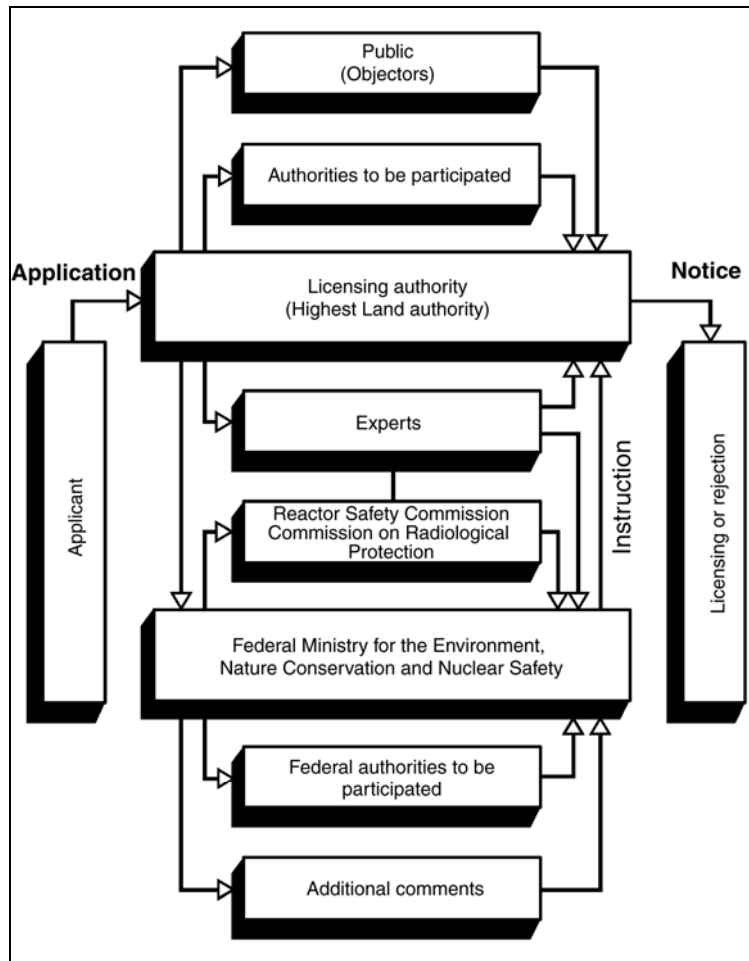 Public
(Objectors)
Authorities to be participated
Application
Licensing authority
(Highest Land authority)
Notice
Applicant
Experts
Reactor Safety Commission
Commission on Radiological
Protection
Instruction
Licensing or rejection
Federal Ministry for the Environment,
Nature Conservation and Nuclear Safety
Federal authorities to be
participated
Additional comments